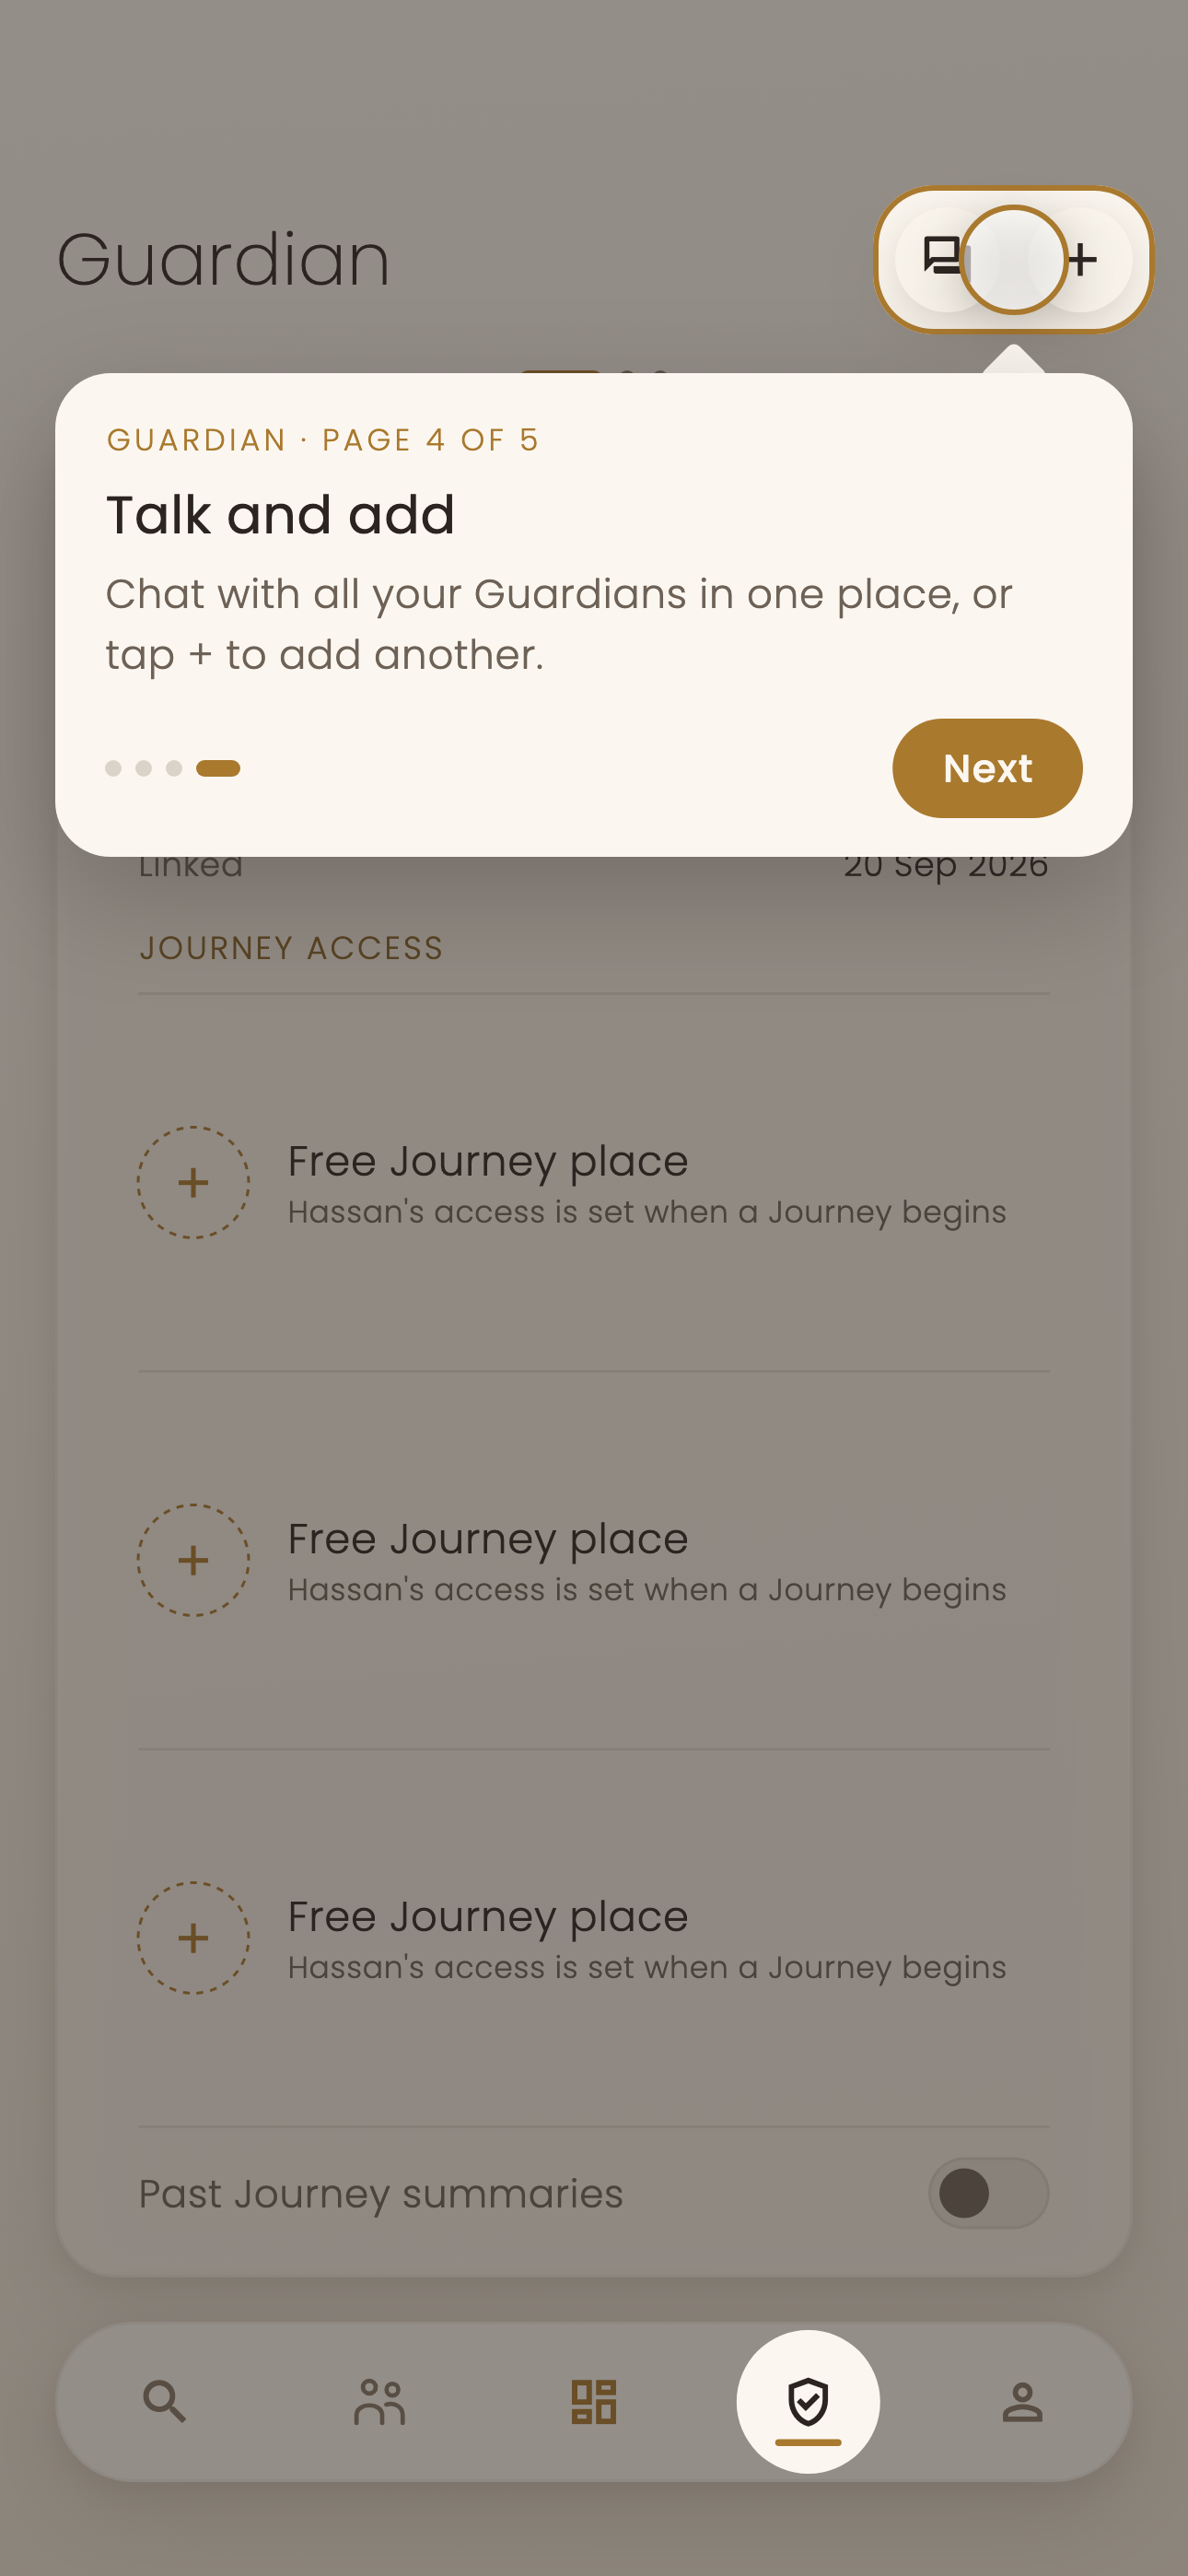 Guardian
GUARDIAN · PAGE 4 OF 5
Talk and add
Chat with all your Guardians in one place, or
tap + to add another.
Next
Linked
20 Sep 2026
JOURNEY ACCESS
Free Journey place
Hassan's access is set when a Journey begins
Free Journey place
Hassan's access is set when a Journey begins
Free Journey place
Hassan's access is set when a Journey begins
Past Journey summaries